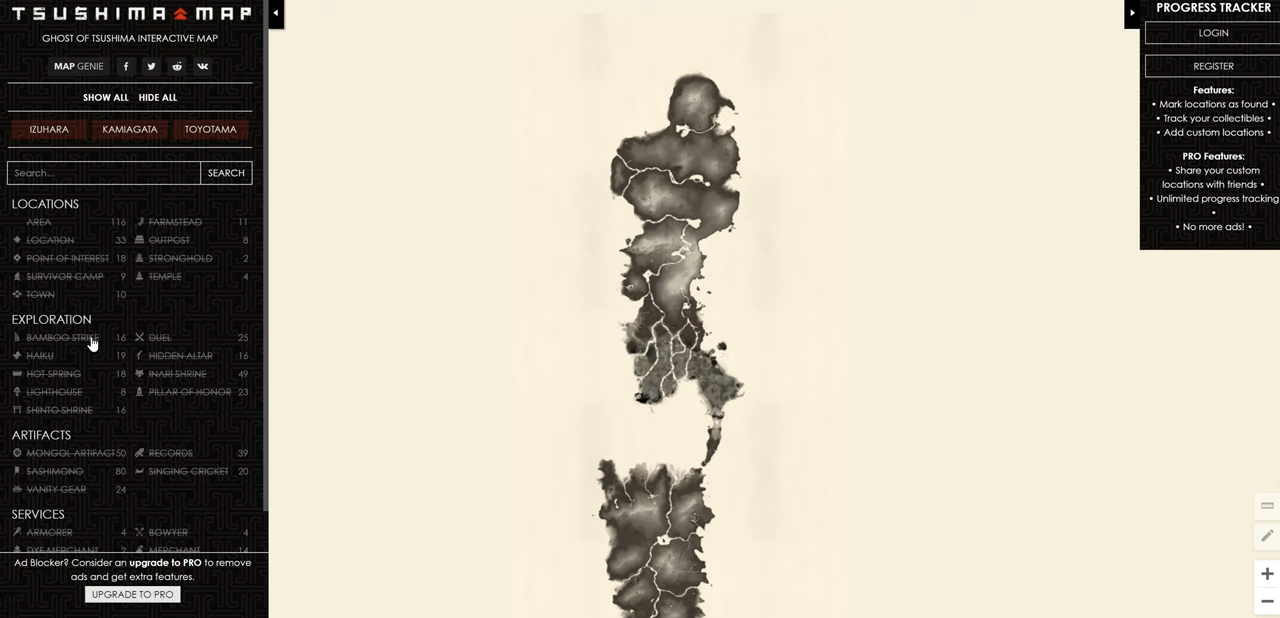 TSUSHIMA MAP
GHOST OF TSUSHIMA INTERACTIVE MAP
MAP GENIE
SHOW ALL HIDE ALL
IZUHARA KAMIAGATA TOYOTAMA
Search... SEARCH
LOCATIONS
AREA 116 FARMSTEAD 11
LOCATION 33 OUTPOST 8
POINT OF INTEREST 18 STRONGHOLD 2
SURVIVOR CAMP 9 TEMPLE 4
TOWN 10
EXPLORATION
BAMBOO STRIKE 16 DUEL 25
HAIKU 19 HIDDEN ALTAR 16
HOT SPRING 18 INARI SHRINE 49
LIGHTHOUSE 8 PILLAR OF HONOR 23
SHINTO SHRINE 16
ARTIFACTS
MONGOL ARTIFACT 50 RECORDS 39
SASHIMONO 80 SINGING CRICKET 20
VANITY GEAR 24
SERVICES
ARMORER 4 BOWYER 4
DYE MERCHANT 2 MERCHANT 14
Ad Blocker? Consider an upgrade to PRO to remove
ads and get extra features.
UPGRADE TO PRO
PROGRESS TRACKER
LOGIN
REGISTER
Features:
• Mark locations as found •
• Track your collectibles •
• Add custom locations •
PRO Features:
• Share your custom
locations with friends •
• Unlimited progress tracking
•
• No more ads! •